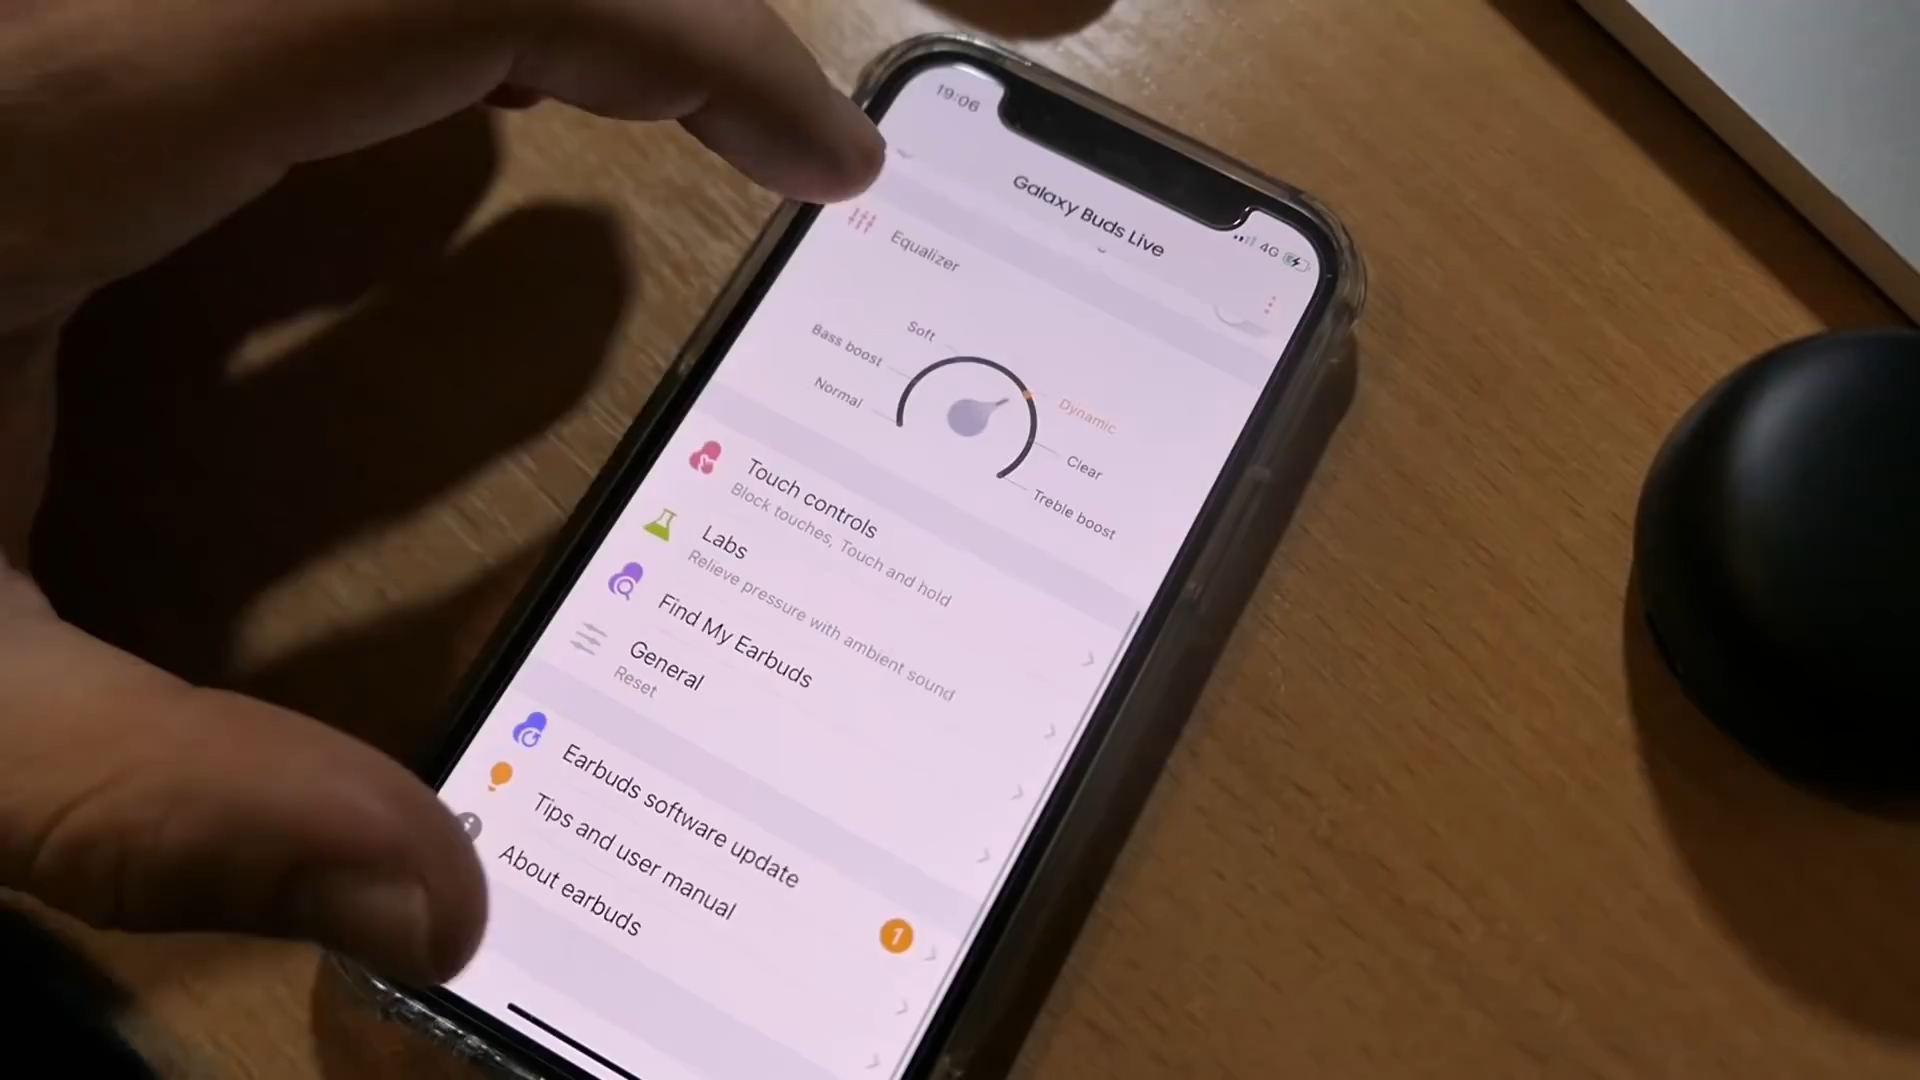 19:06
4G
Galaxy Buds Live
Equalizer
Soft
Bass boost
Normal
Dynamic
Clear
Treble boost
Touch controls
Block touches, Touch and hold
Labs
Relieve pressure with ambient sound
Find My Earbuds
General
Reset
Earbuds software update
1
Tips and user manual
About earbuds